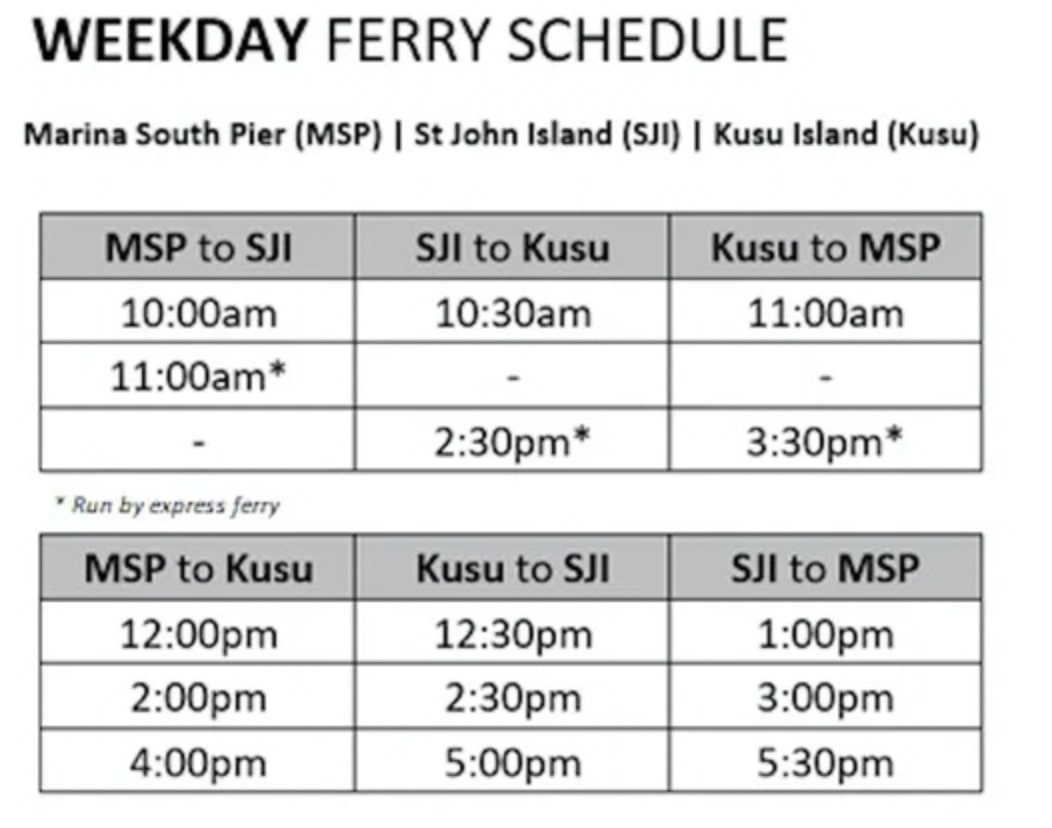 WEEKDAY FERRY SCHEDULE
Marina South Pier (MSP) | St John Island (SJI) | Kusu Island (Kusu)
MSP to SJI SJI to Kusu Kusu to MSP
10:00am 10:30am 11:00am
11:00am* - -
- 2:30pm* 3:30pm*
* Run by express ferry
MSP to Kusu Kusu to SJI SJI to MSP
12:00pm 12:30pm 1:00pm
2:00pm 2:30pm 3:00pm
4:00pm 5:00pm 5:30pm